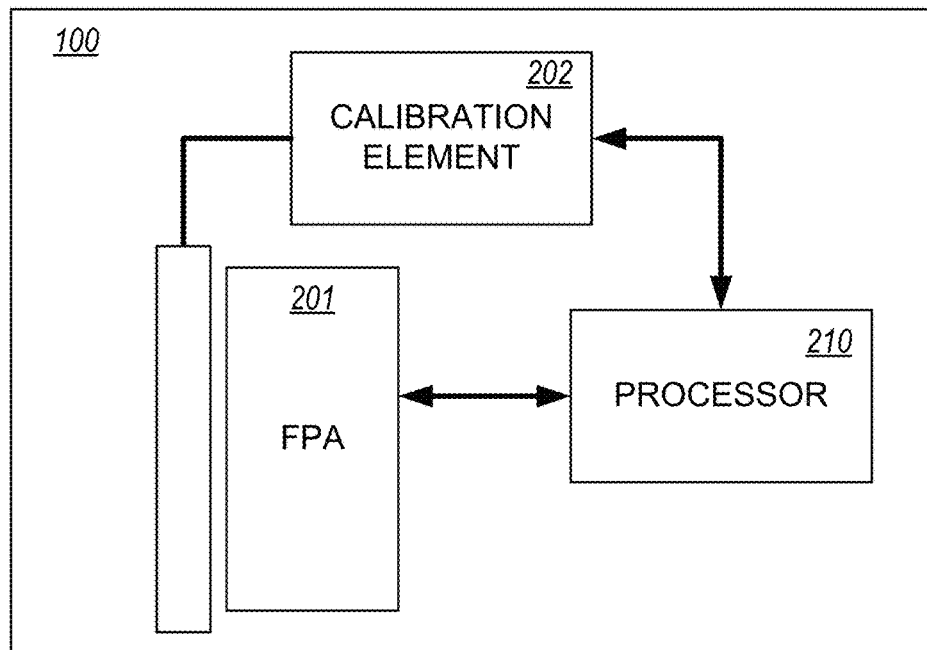 100
202
CALIBRATION
ELEMENT
201
FPA
210
PROCESSOR